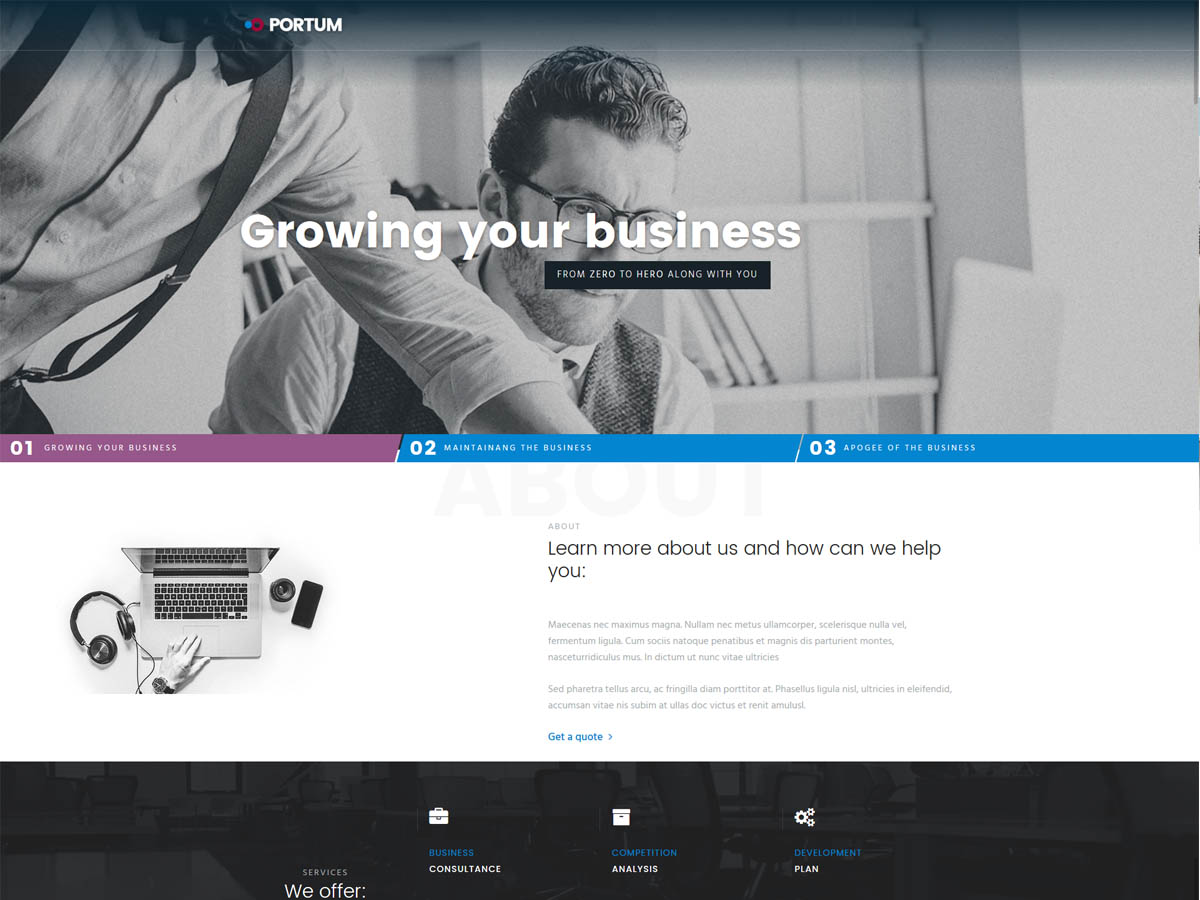 PORTUM
Growing your business
FROM ZERO TO HERO ALONG WITH YOU
01 GROWING YOUR BUSINESS
02 MAINTAINANG THE BUSINESS
03 APOGEE OF THE BUSINESS
ABOUT
ABOUT
Learn more about us and how can we help
you:
Maecenas nec maximus magna. Nullam nec metus ullamcorper, scelerisque nulla vel,
fermentum ligula. Cum sociis natoque penatibus et magnis dis parturient montes,
nasceturridiculus mus. In dictum ut nunc vitae ultricies
Sed pharetra tellus arcu, ac fringilla diam porttitor at. Phasellus ligula nisl, ultricies in eleifendid,
accumsan vitae nis subim at ullas doc victus et renit amulusl.
Get a quote >
BUSINESS
CONSULTANCE
COMPETITION
ANALYSIS
DEVELOPMENT
PLAN
SERVICES
We offer: